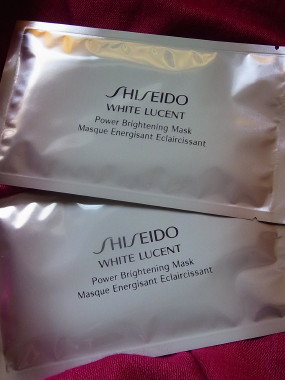 SHISEIDO
WHITE LUCENT
Power Brightening Mask
Masque Energisant Eclaircissant
SHISEIDO
WHITE LUCENT
Power Brightening Mask
Masque Energisant Eclaircissant